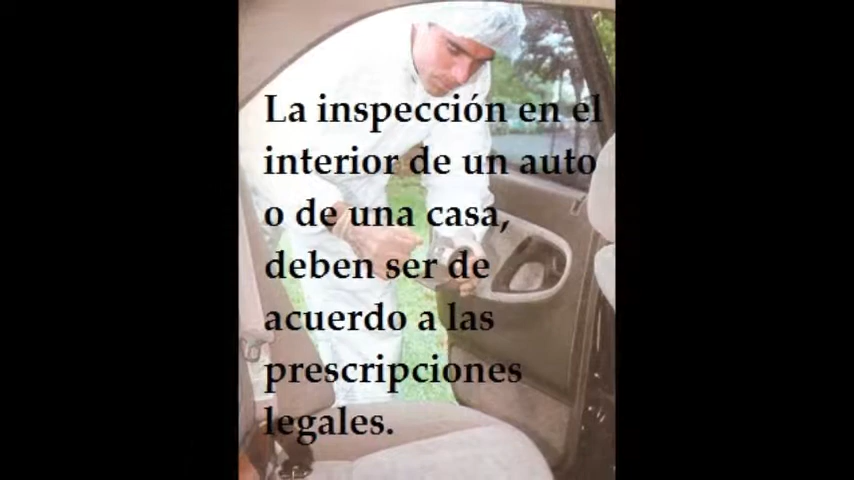 La inspección en el
interior de un auto
o de una casa,
deben ser de
acuerdo a las
prescripciones
legales.